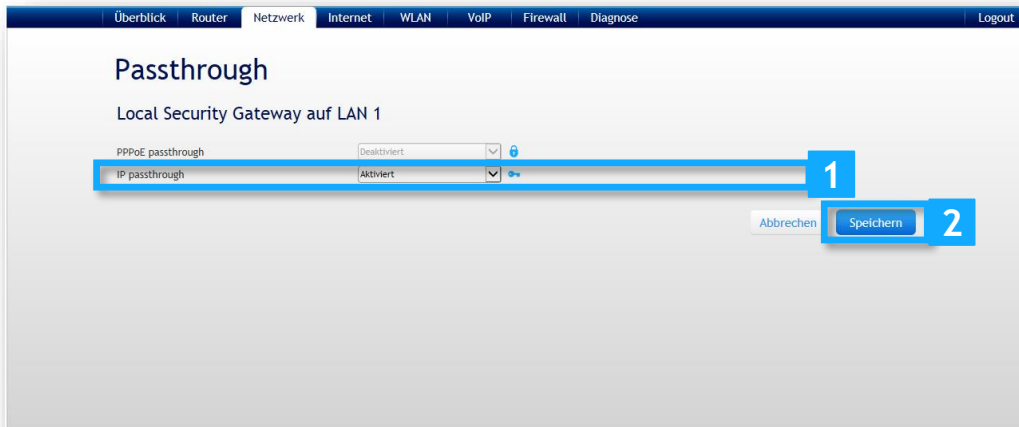 Überblick Router Netzwerk Internet WLAN VoIP Firewall Diagnose Logout
Passthrough
Local Security Gateway auf LAN 1
PPPoE passthrough Deaktiviert
IP passthrough Aktiviert 1
Abbrechen Speichern 2